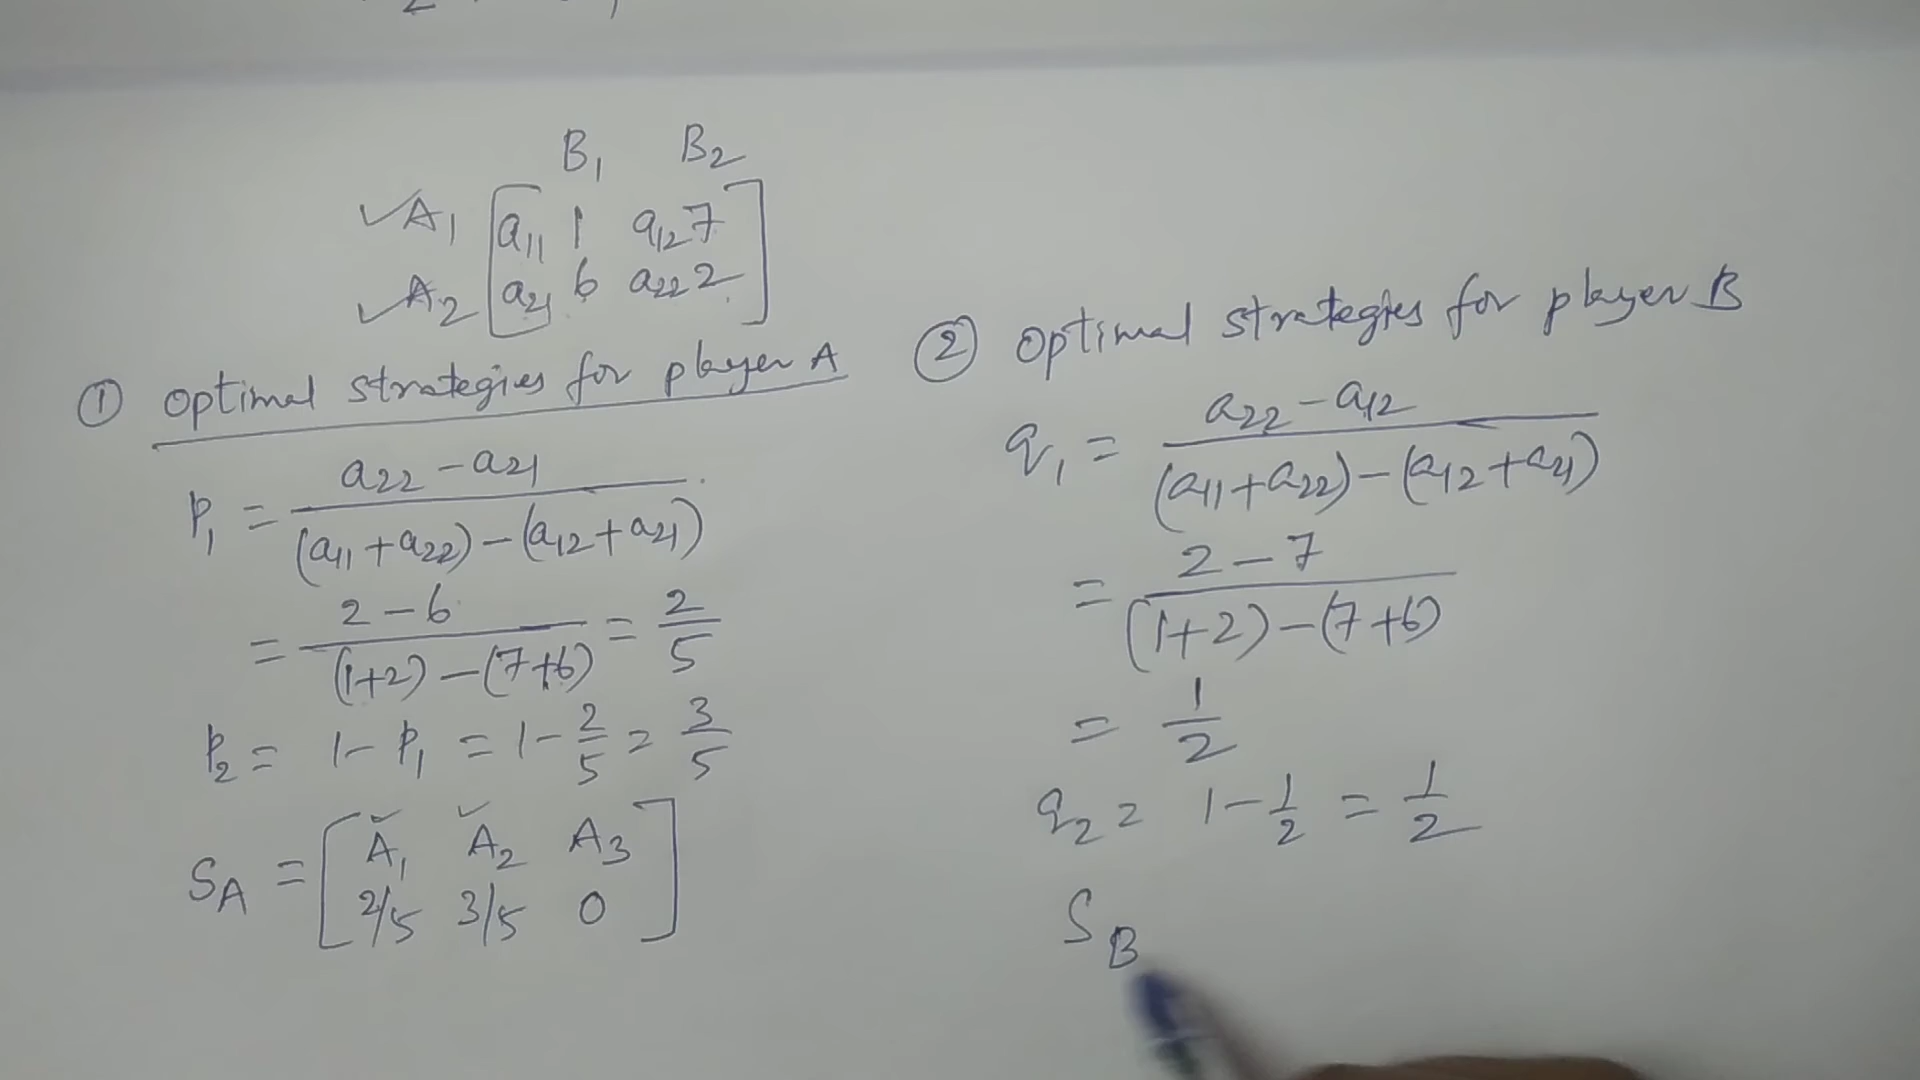 B₁ B₂
✓A₁ [a₁₁ 1 a₁₂ 7]
✓A₂ [a₂₁ 6 a₂₂ 2]
① optimal strategies for player A
P₁ = (a₂₂ - a₂₁) / ((a₁₁ + a₂₂) - (a₁₂ + a₂₁))
= (2 - 6) / ((1+2) - (7+6)) = 2/5
P₂ = 1 - P₁ = 1 - 2/5 = 3/5
S_A = [A₁✓ A₂✓ A₃
2/5 3/5 0]
② optimal strategies for player B
q₁ = (a₂₂ - a₁₂) / ((a₁₁ + a₂₂) - (a₁₂ + a₂₁))
= (2 - 7) / ((1+2) - (7+6))
= 1/2
q₂ = 1 - 1/2 = 1/2
S_B